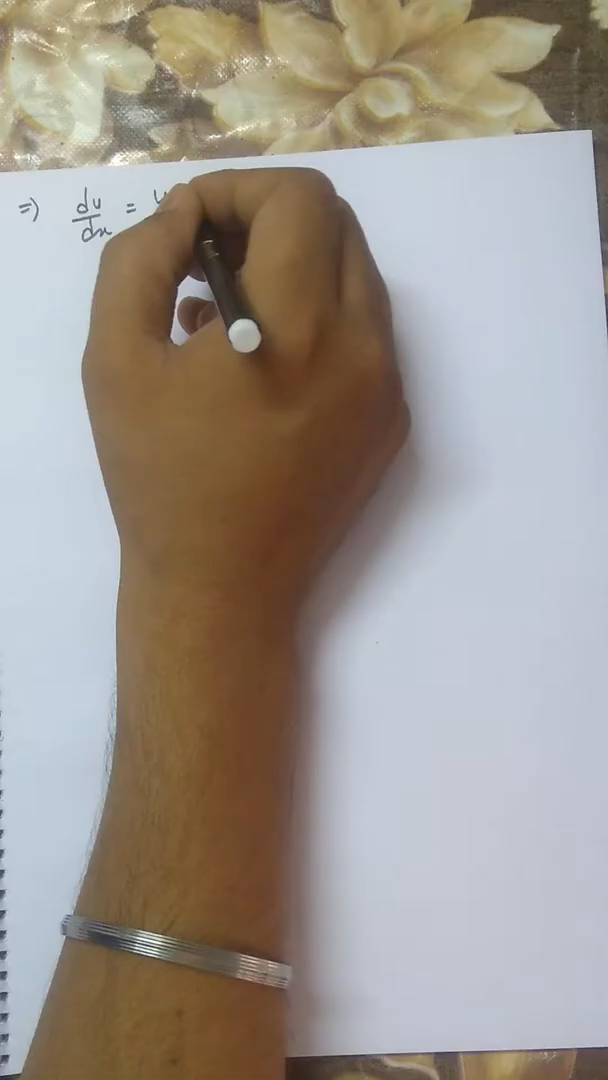 => du/dx =